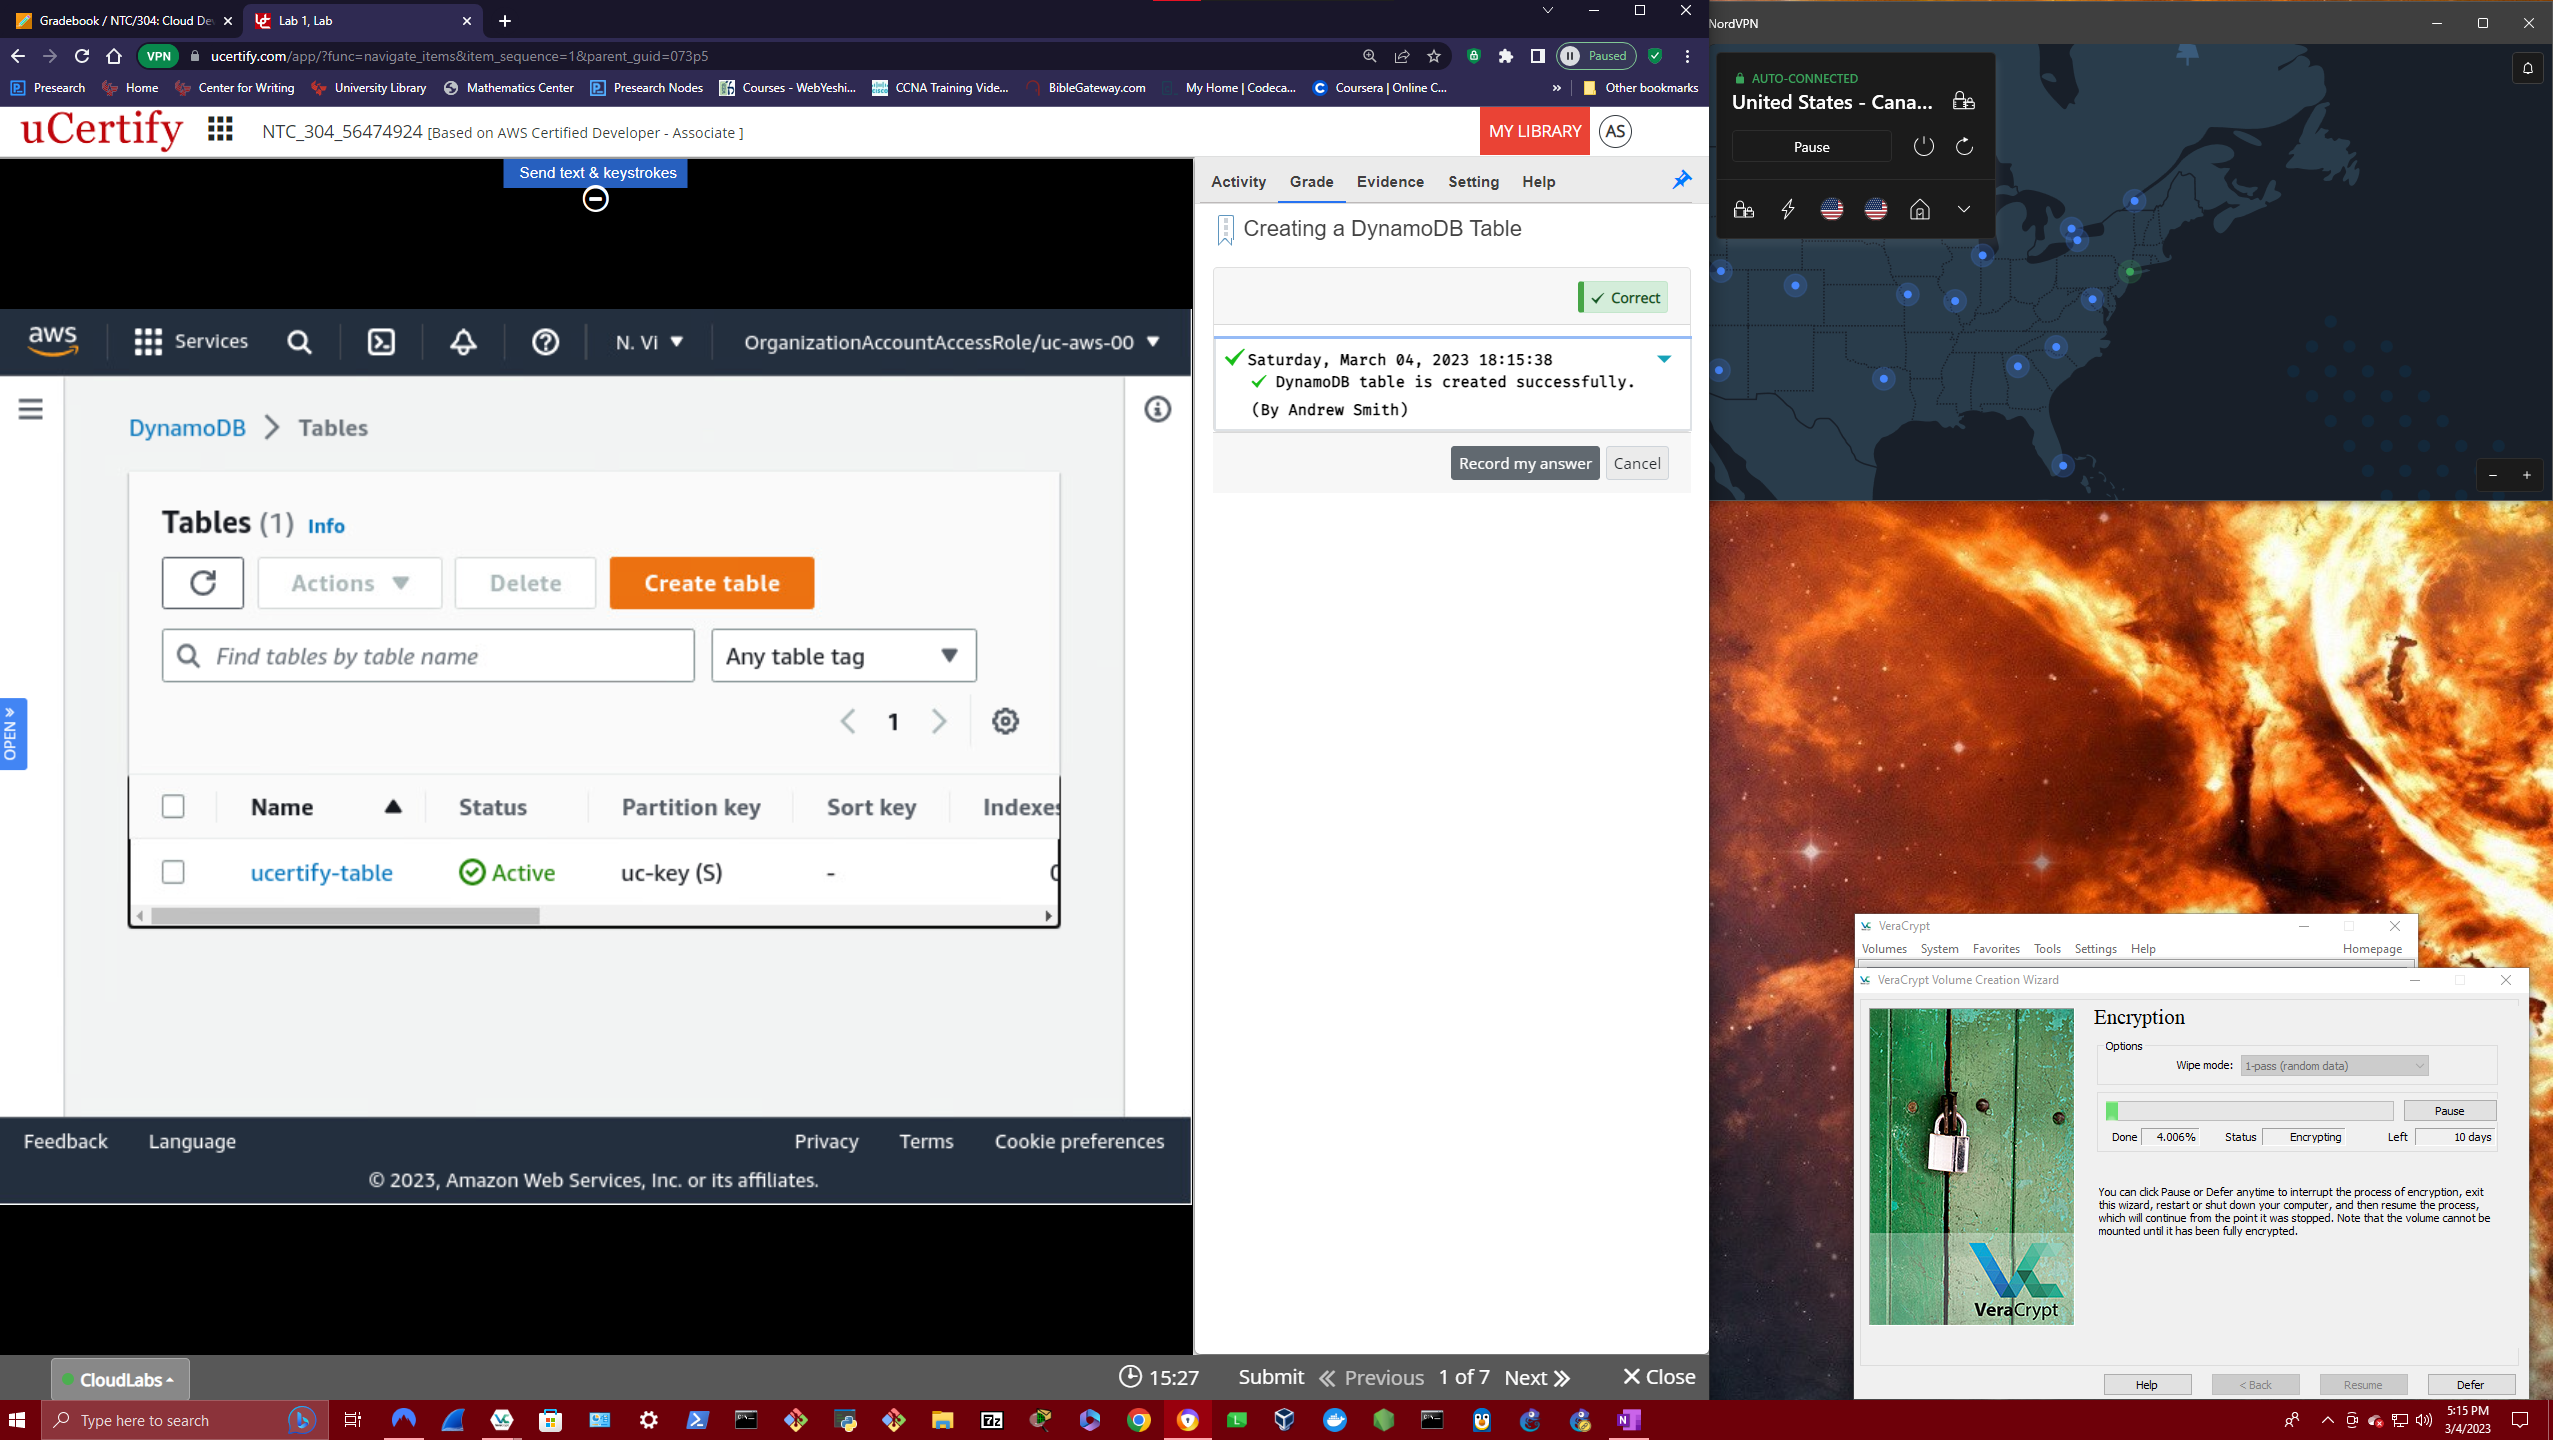 Gradebook / NTC/304: Cloud De
Lab 1, Lab
VPN
ucertify.com/app/?func=navigate_items&item_sequence=1&parent_guid=073p5
Paused
Presearch
Home
Center for Writing
University Library
Mathematics Center
Presearch Nodes
Courses - WebYeshi...
CCNA Training Vide...
BibleGateway.com
My Home | Codeca...
Coursera | Online C...
»
Other bookmarks
uCertify
NTC_304_56474924 [Based on AWS Certified Developer - Associate ]
MY LIBRARY
AS
Send text & keystrokes
aws
Services
N. Vi
OrganizationAccountAccessRole/uc-aws-00
DynamoDB
Tables
Tables (1) Info
Actions
Delete
Create table
Find tables by table name
Any table tag
1
Name
Status
Partition key
Sort key
Indexes
ucertify-table
Active
uc-key (S)
-
OPEN »
Feedback
Language
Privacy
Terms
Cookie preferences
© 2023, Amazon Web Services, Inc. or its affiliates.
Activity
Grade
Evidence
Setting
Help
Creating a DynamoDB Table
Correct
Saturday, March 04, 2023 18:15:38
DynamoDB table is created successfully.
(By Andrew Smith)
Record my answer
Cancel
CloudLabs
15:27
Submit
Previous
1 of 7
Next
Close
NordVPN
AUTO-CONNECTED
United States - Cana...
Pause
VeraCrypt
Volumes
System
Favorites
Tools
Settings
Help
Homepage
VeraCrypt Volume Creation Wizard
Encryption
Options
Wipe mode:
1-pass (random data)
Pause
Done
4.006%
Status
Encrypting
Left
10 days
You can click Pause or Defer anytime to interrupt the process of encryption, exit
this wizard, restart or shut down your computer, and then resume the process,
which will continue from the point it was stopped. Note that the volume cannot be
mounted until it has been fully encrypted.
VeraCrypt
Help
< Back
Resume
Defer
Type here to search
7z
5:15 PM
3/4/2023